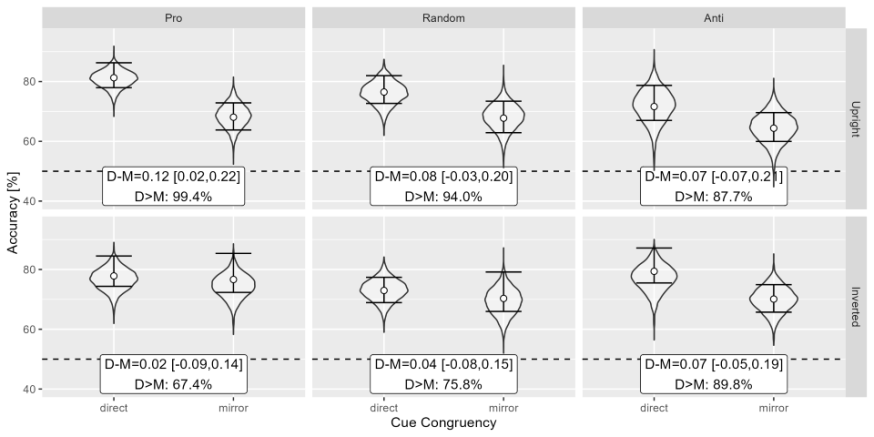 Pro Random Anti
80
60
40
Upright
D-M=0.12 [0.02,0.22]
D>M: 99.4%
D-M=0.08 [-0.03,0.20]
D>M: 94.0%
D-M=0.07 [-0.07,0.21]
D>M: 87.7%
Accuracy [%]
80
60
40
Inverted
D-M=0.02 [-0.09,0.14]
D>M: 67.4%
D-M=0.04 [-0.08,0.15]
D>M: 75.8%
D-M=0.07 [-0.05,0.19]
D>M: 89.8%
direct mirror direct mirror direct mirror
Cue Congruency